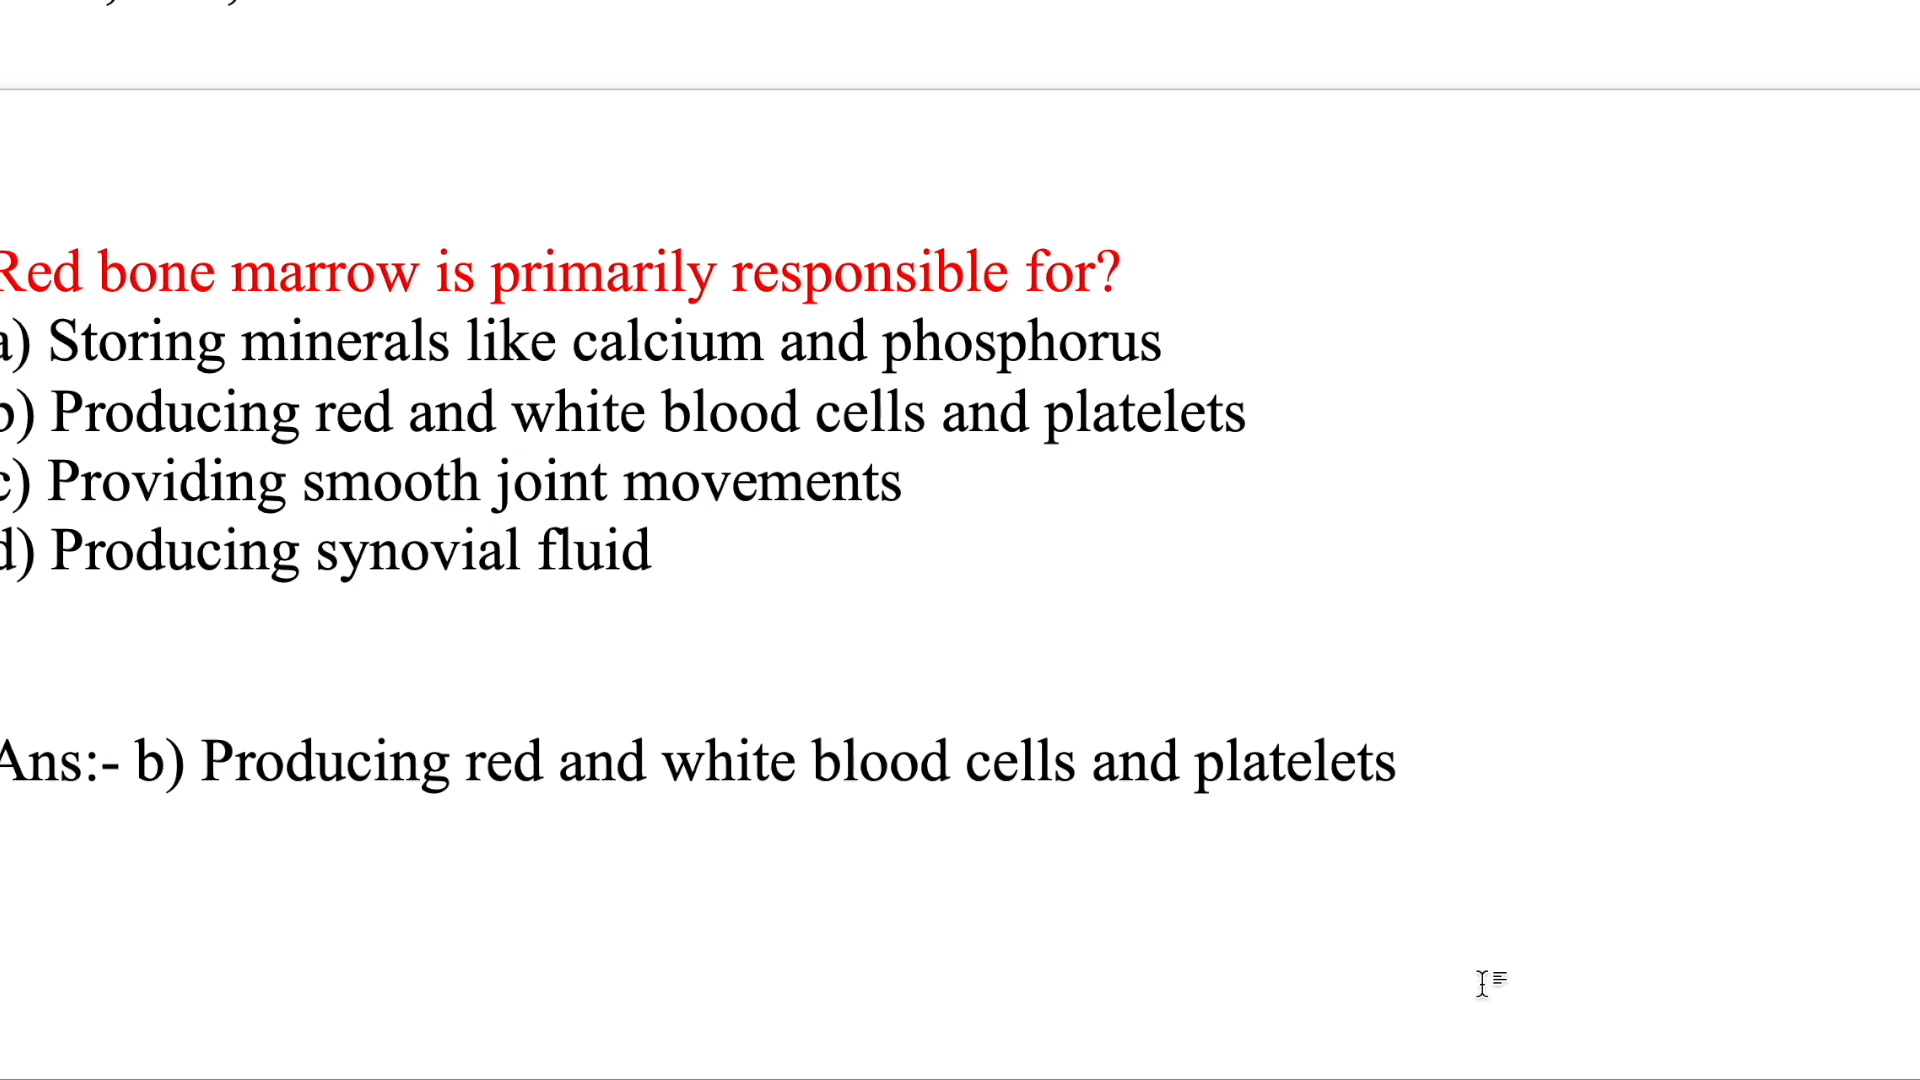 Red bone marrow is primarily responsible for?
a) Storing minerals like calcium and phosphorus
b) Producing red and white blood cells and platelets
c) Providing smooth joint movements
d) Producing synovial fluid
Ans:- b) Producing red and white blood cells and platelets